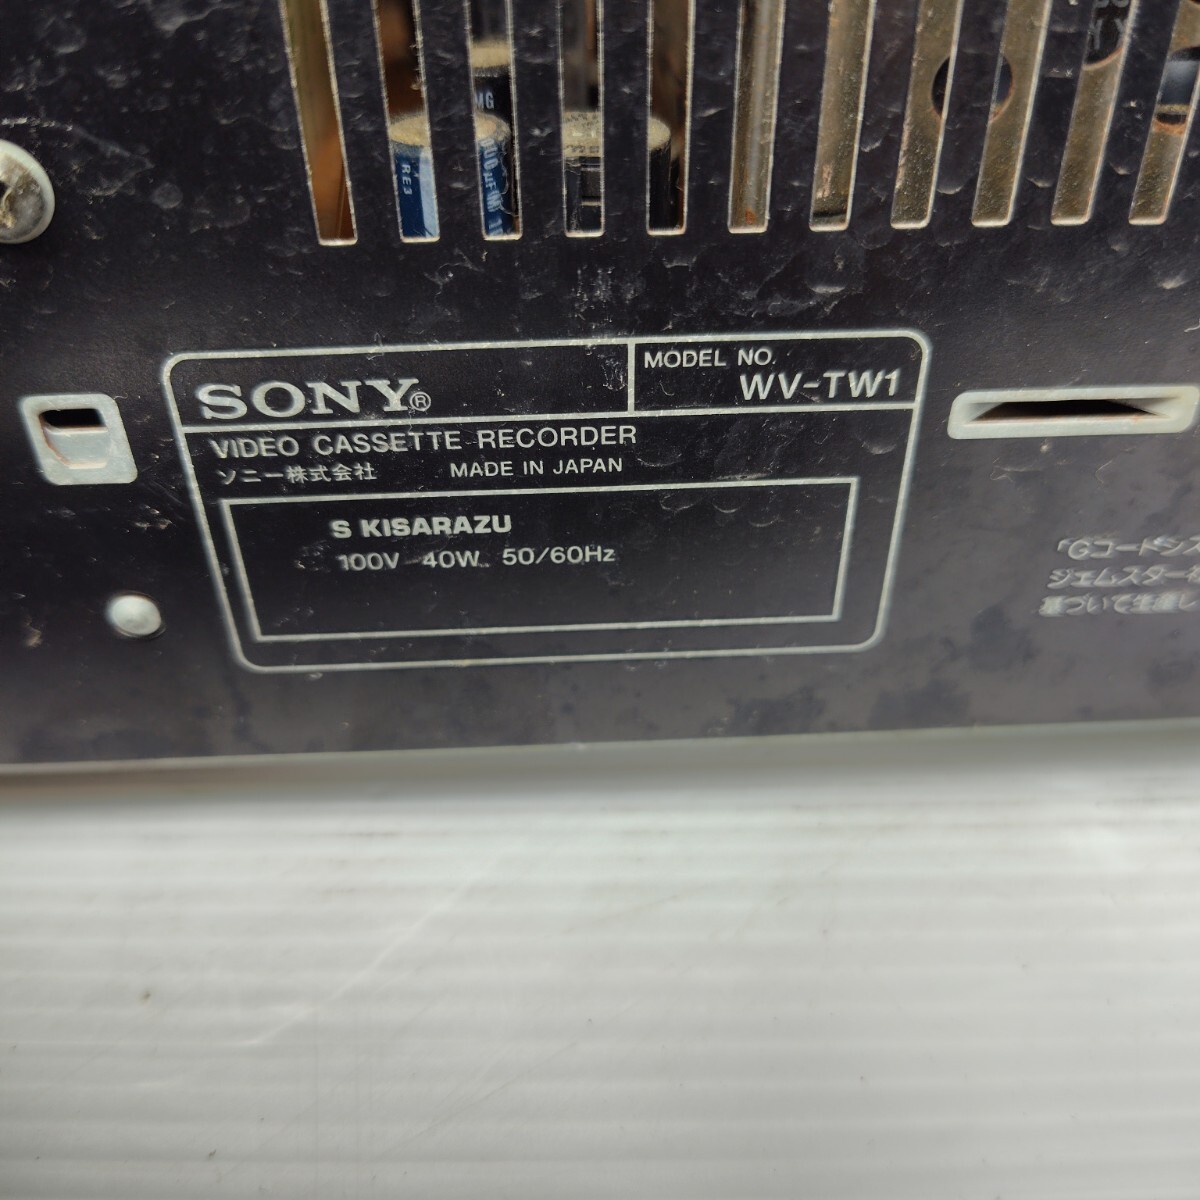 MG
RE3
SONY®
MODEL NO.
WV-TW1
VIDEO CASSETTE RECORDER
ソニー株式会社 MADE IN JAPAN
S KISARAZU
100V 40W 50/60Hz
「Gコードシス
ジェムスター
基づいて生産し